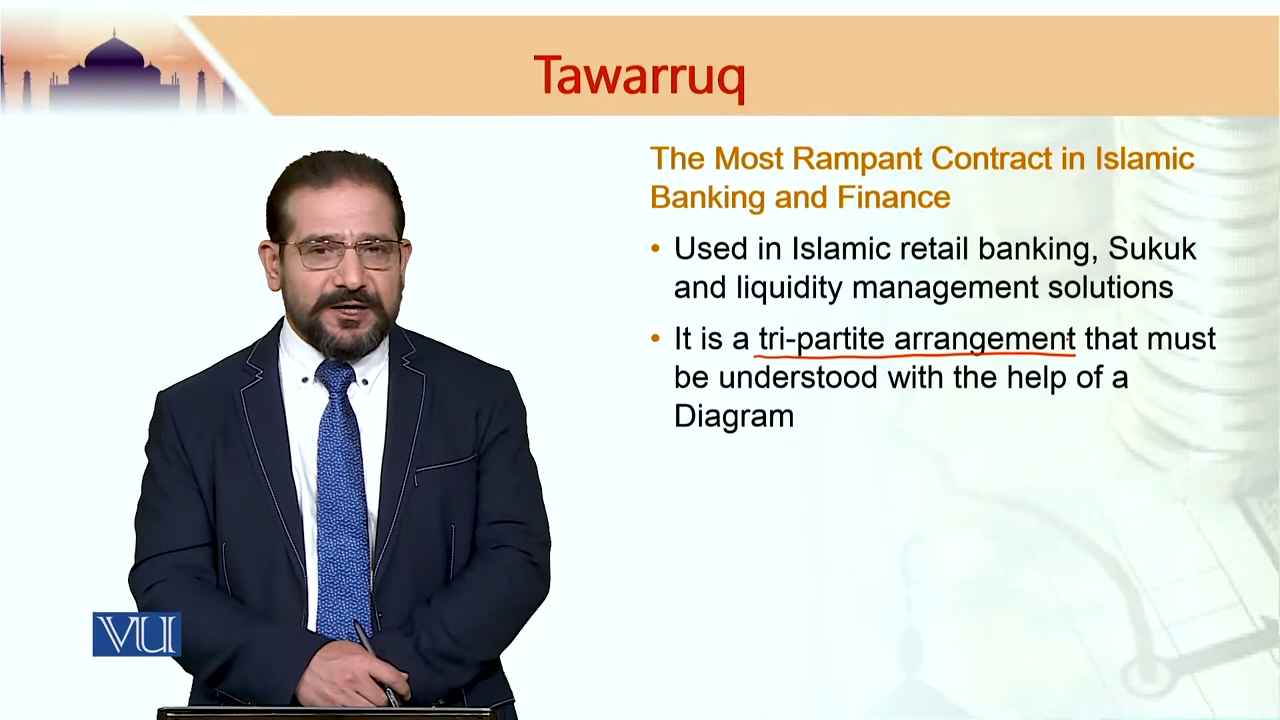 Tawarruq
The Most Rampant Contract in Islamic
Banking and Finance
• Used in Islamic retail banking, Sukuk
and liquidity management solutions
• It is a tri-partite arrangement that must
be understood with the help of a
Diagram
VU